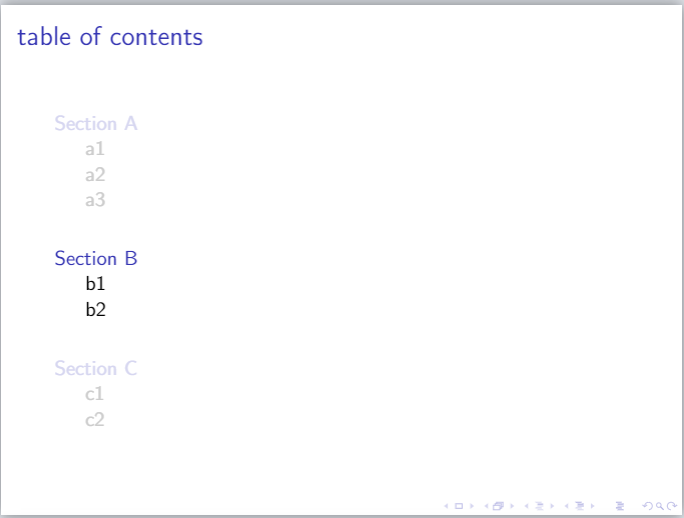 table of contents
Section A
a1
a2
a3
Section B
b1
b2
Section C
c1
c2